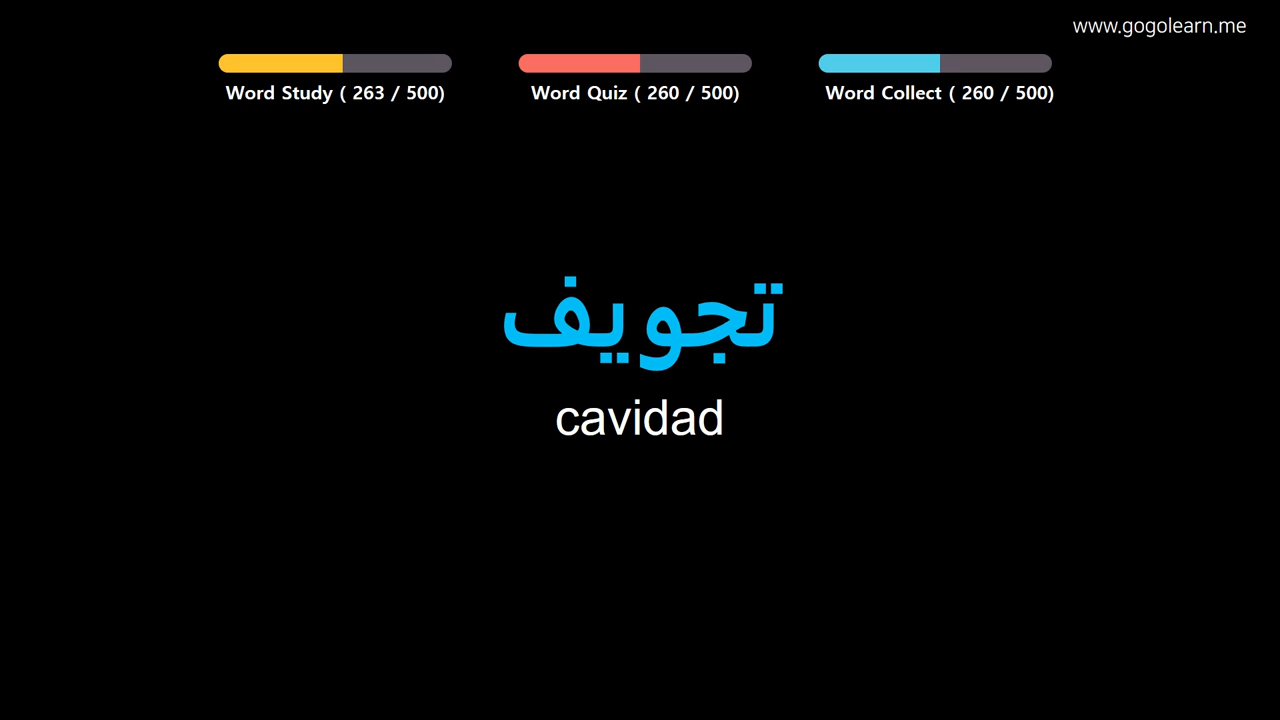 www.gogolearn.me
Word Study ( 263 / 500)
Word Quiz ( 260 / 500)
Word Collect ( 260 / 500)
تجويف
cavidad